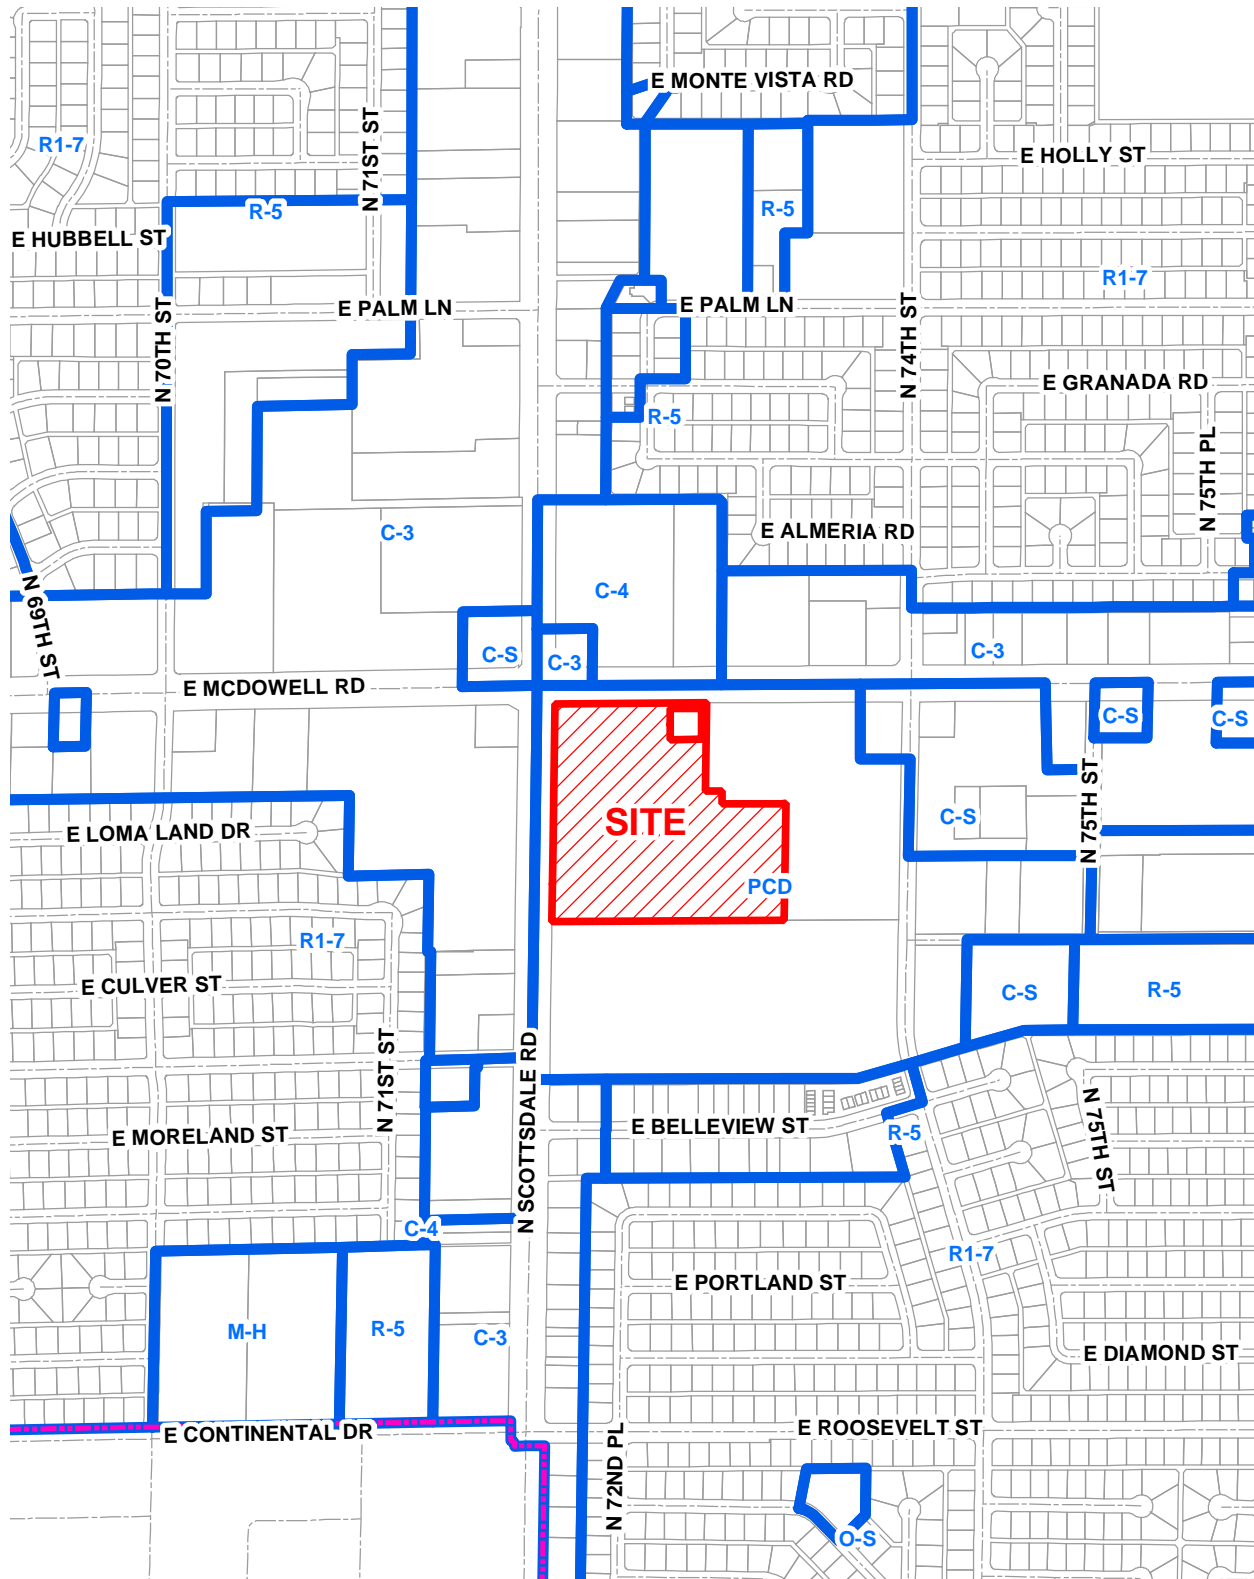 E MONTE VISTA RD
R1-7
N 71ST ST
E HOLLY ST
R-5
R-5
E HUBBELL ST
R1-7
E PALM LN
E PALM LN
N 70TH ST
N 74TH ST
E GRANADA RD
R-5
N 75TH PL
C-3
E ALMERIA RD
C-4
N 69TH ST
C-S
C-3
C-3
E MCDOWELL RD
C-S
C-S
SITE
N 75TH ST
C-S
E LOMA LAND DR
PCD
R1-7
E CULVER ST
C-S
R-5
N 71ST ST
N SCOTTSDALE RD
E MORELAND ST
E BELLEVIEW ST
R-5
N 75TH ST
C-4
R1-7
E PORTLAND ST
M-H
R-5
C-3
E DIAMOND ST
E CONTINENTAL DR
E ROOSEVELT ST
N 72ND PL
O-S